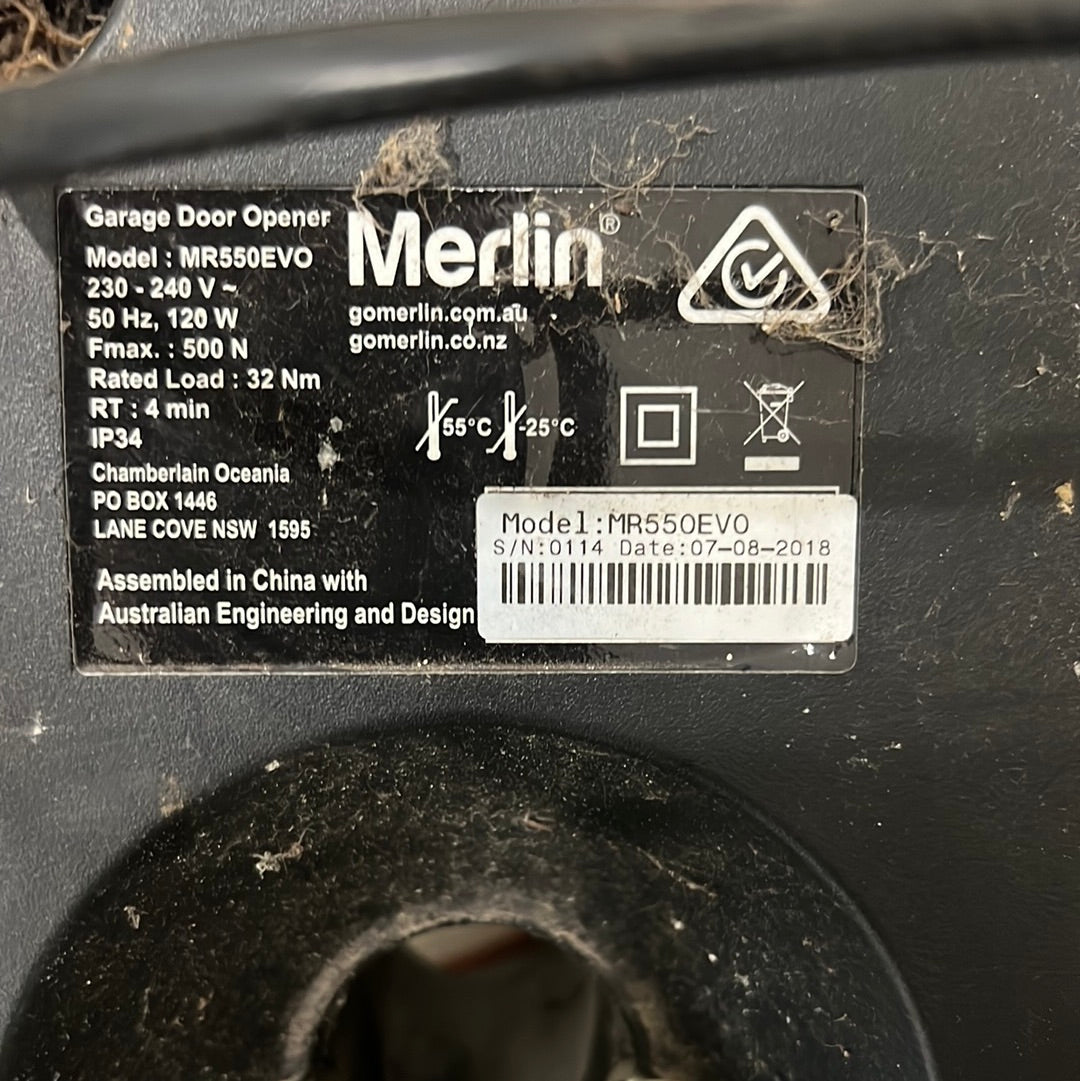 Garage Door Opener
Model : MR550EVO
230 - 240 V ~
50 Hz, 120 W
Fmax. : 500 N
Rated Load : 32 Nm
RT : 4 min
IP34
Chamberlain Oceania
PO BOX 1446
LANE COVE NSW 1595
Assembled in China with
Australian Engineering and Design
Merlin®
gomerlin.com.au
gomerlin.co.nz
55°C -25°C
Model:MR550EVO
S/N:0114 Date:07-08-2018